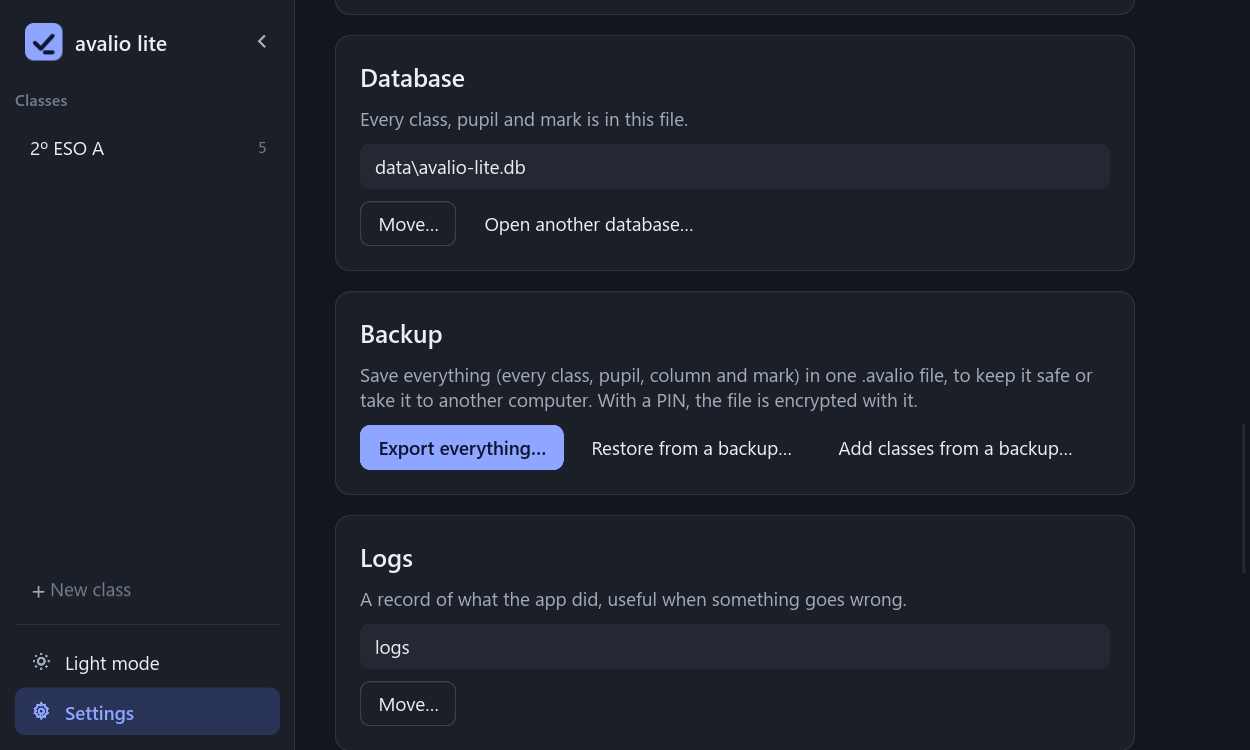 avalio lite
Classes
2º ESO A 5
+ New class
Light mode
Settings
Database
Every class, pupil and mark is in this file.
data\avalio-lite.db
Move... Open another database...
Backup
Save everything (every class, pupil, column and mark) in one .avalio file, to keep it safe or
take it to another computer. With a PIN, the file is encrypted with it.
Export everything... Restore from a backup... Add classes from a backup...
Logs
A record of what the app did, useful when something goes wrong.
logs
Move...